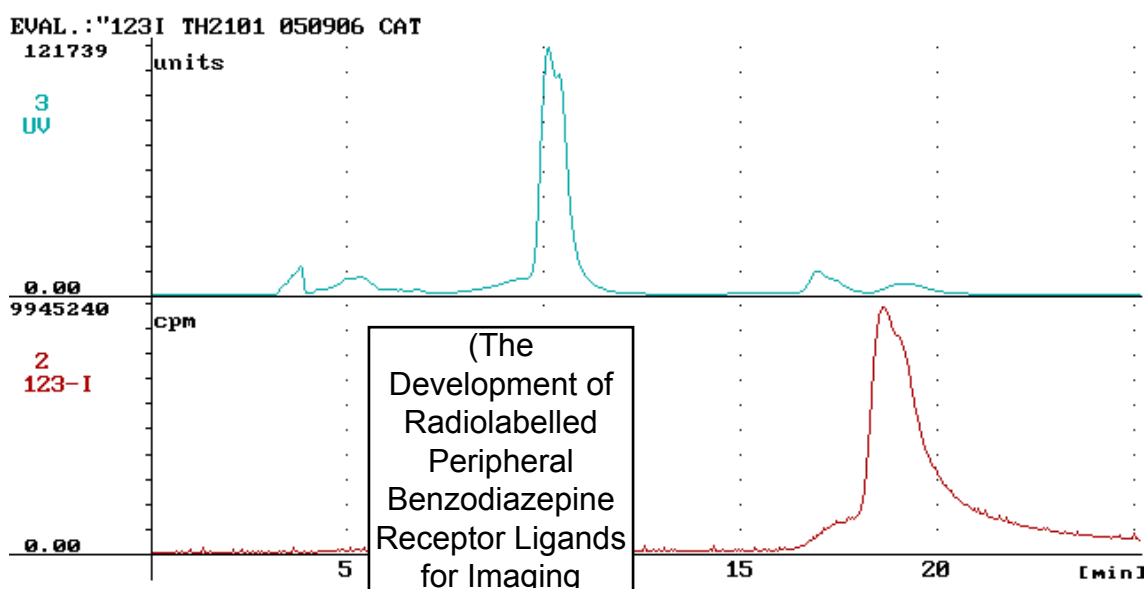 EVAL.:"123I TH2101 050906 CAT
121739
units
3
UV
0.00
9945240
cpm
2
123-I
0.00
(The
Development of
Radiolabelled
Peripheral
Benzodiazepine
Receptor Ligands
for Imaging
5
15
20
[min]